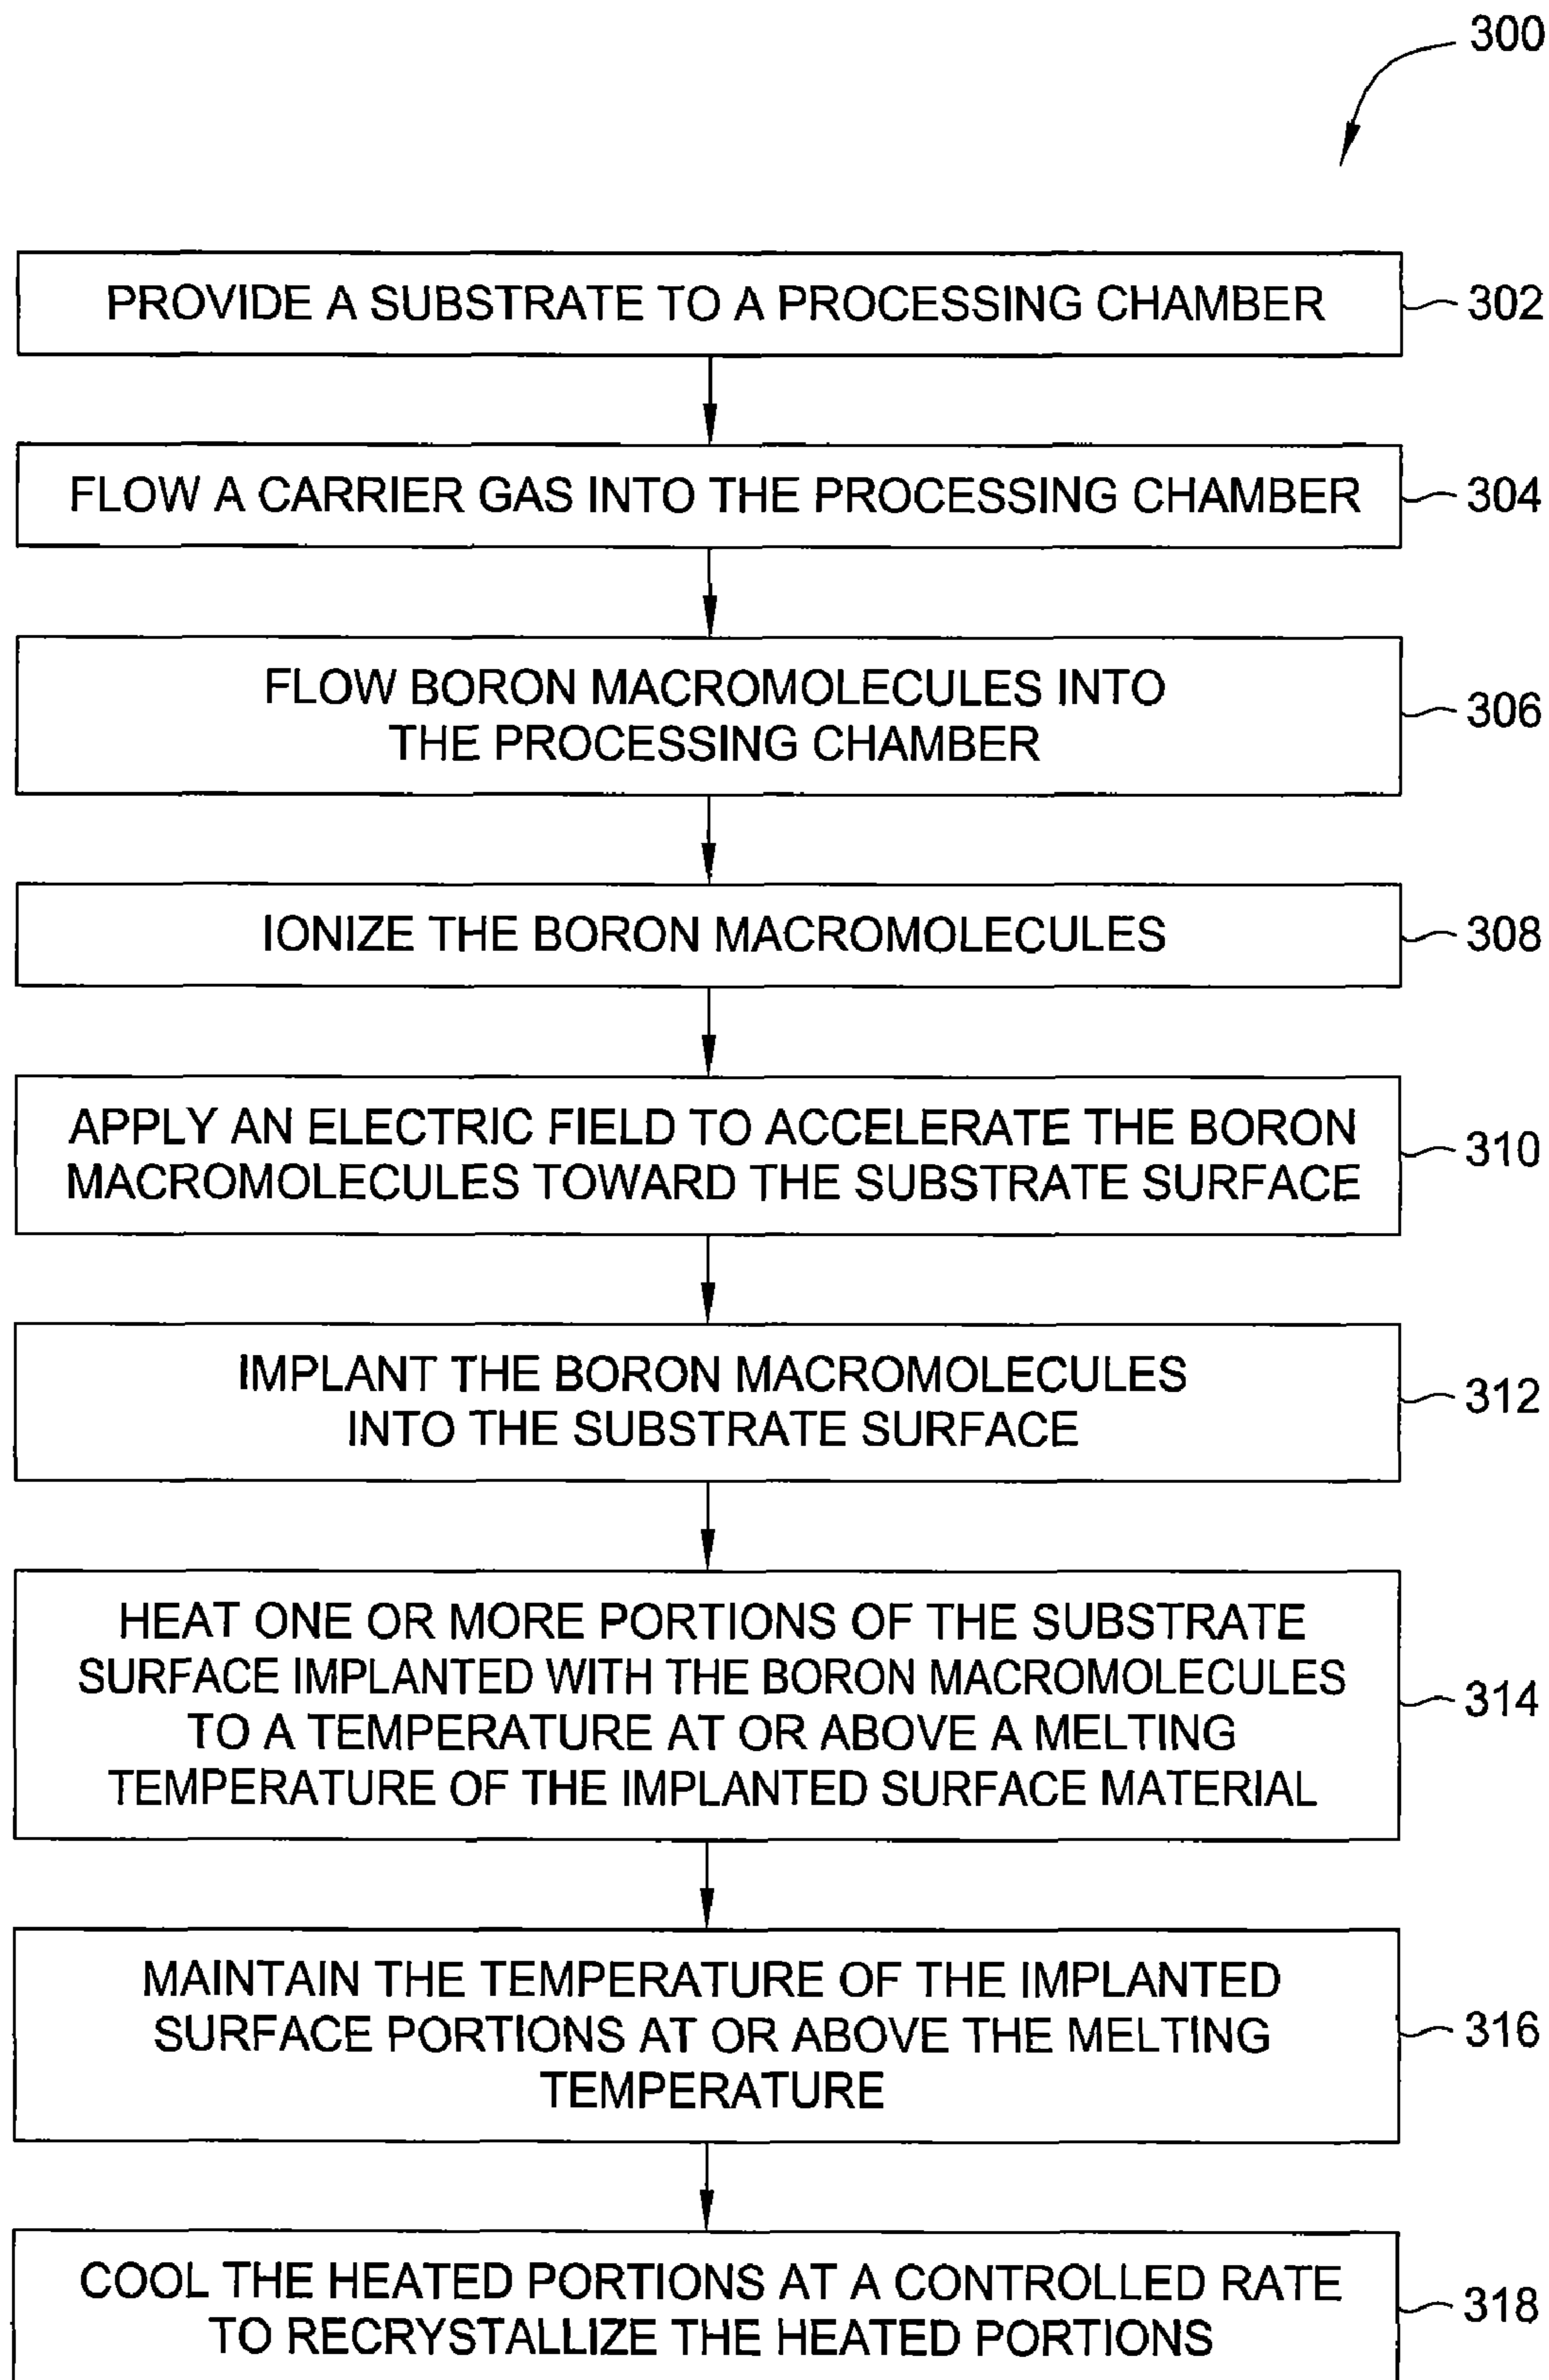 300
PROVIDE A SUBSTRATE TO A PROCESSING CHAMBER
302
FLOW A CARRIER GAS INTO THE PROCESSING CHAMBER
304
FLOW BORON MACROMOLECULES INTO
THE PROCESSING CHAMBER
306
IONIZE THE BORON MACROMOLECULES
308
APPLY AN ELECTRIC FIELD TO ACCELERATE THE BORON
MACROMOLECULES TOWARD THE SUBSTRATE SURFACE
310
IMPLANT THE BORON MACROMOLECULES
INTO THE SUBSTRATE SURFACE
312
HEAT ONE OR MORE PORTIONS OF THE SUBSTRATE
SURFACE IMPLANTED WITH THE BORON MACROMOLECULES
TO A TEMPERATURE AT OR ABOVE A MELTING
TEMPERATURE OF THE IMPLANTED SURFACE MATERIAL
314
MAINTAIN THE TEMPERATURE OF THE IMPLANTED
SURFACE PORTIONS AT OR ABOVE THE MELTING
TEMPERATURE
316
COOL THE HEATED PORTIONS AT A CONTROLLED RATE
TO RECRYSTALLIZE THE HEATED PORTIONS
318